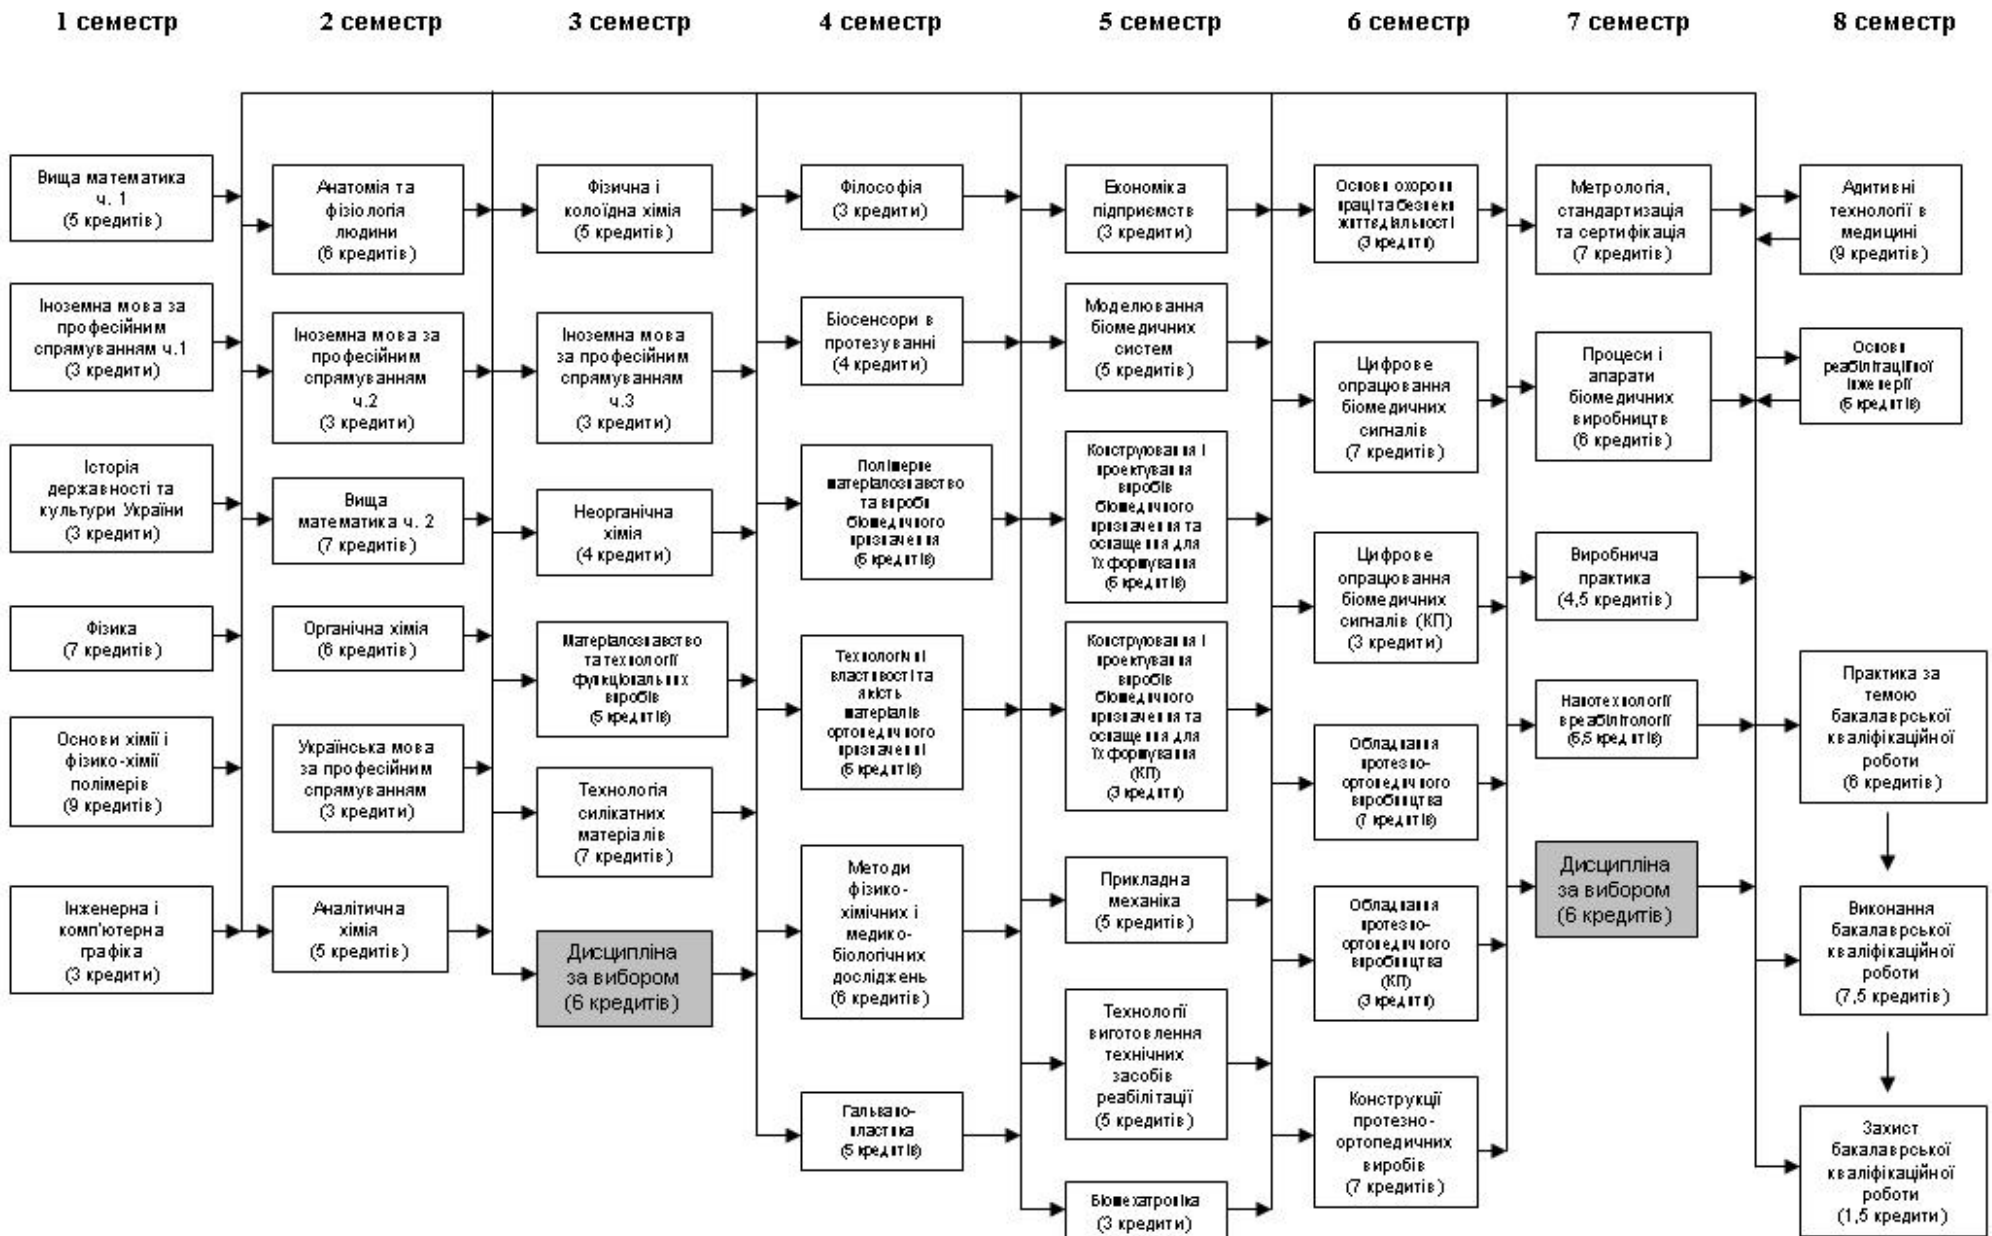 1 семестр
2 семестр
3 семестр
4 семестр
5 семестр
6 семестр
7 семестр
8 семестр
Вища математика
ч. 1
(5 кредитів)
Іноземна мова за
професійним
спрямуванням ч.1
(3 кредити)
Історія
державності та
культури України
(3 кредити)
Фізика
(7 кредитів)
Основи хімії і
фізико-хімії
полімерів
(9 кредитів)
Інженерна і
комп'ютерна
графіка
(3 кредити)
Анатомія та
фізіологія
людини
(6 кредитів)
Іноземна мова за
професійним
спрямуванням
ч.2
(3 кредити)
Вища
математика ч. 2
(7 кредитів)
Органічна хімія
(6 кредитів)
Українська мова
за професійним
спрямуванням
(3 кредити)
Аналітична
хімія
(5 кредитів)
Фізична і
колоїдна хімія
(5 кредитів)
Іноземна мова
за професійним
спрямуванням
ч.3
(3 кредити)
Неорганічна
хімія
(4 кредити)
Матеріалознавство
та технології
функціональних
виробів
(5 кредитів)
Технологія
силікатних
матеріалів
(7 кредитів)
Дисципліна
за вибором
(6 кредитів)
Філософія
(3 кредити)
Біосенсори в
протезуванні
(4 кредити)
Полімерне
матеріалознавство
та вироби
біомедичного
призначення
(6 кредитів)
Технологічні
властивості та
якість
матеріалів
ортопедичного
призначенні
(6 кредитів)
Методи
фізико-
хімічних і
медико-
біологічних
досліджень
(6 кредитів)
Гальвано-
пластика
(5 кредитів)
Економіка
підприємств
(3 кредити)
Моделювання
біомедичних
систем
(5 кредитів)
Конструювання і
проектування
виробів
біомедичного
призначення та
оснащення для
їх формування
(6 кредитів)
Конструювання і
проектування
виробів
біомедичного
призначення та
оснащення для
їх формування
(КП)
(3 кредити)
Прикладна
механіка
(5 кредитів)
Технології
виготовлення
технічних
засобів
реабілітації
(5 кредитів)
Біомехатроніка
(3 кредити)
Основи охорони
праці та безпеки
життєдіяльності
(3 кредити)
Цифрове
опрацювання
біомедичних
сигналів
(7 кредитів)
Цифрове
опрацювання
біомедичних
сигналів (КП)
(3 кредити)
Обладнання
протезно-
ортопедичного
виробництва
(7 кредитів)
Обладнання
протезно-
ортопедичного
виробництва
(КП)
(3 кредити)
Конструкції
протезно-
ортопедичних
виробів
(7 кредитів)
Метрологія,
стандартизація
та сертифікація
(7 кредитів)
Процеси і
апарати
біомедичних
виробництв
(6 кредитів)
Виробнича
практика
(4,5 кредитів)
Нанотехнології
в реабілітології
(6,5 кредитів)
Дисципліна
за вибором
(6 кредитів)
Адитивні
технології в
медицині
(9 кредитів)
Основи
реабілітаційної
інженерії
(6 кредитів)
Практика за
темою
бакалаврської
кваліфікаційної
роботи
(6 кредитів)
Виконання
бакалаврської
кваліфікаційної
роботи
(7,5 кредитів)
Захист
бакалаврської
кваліфікаційної
роботи
(1,5 кредити)